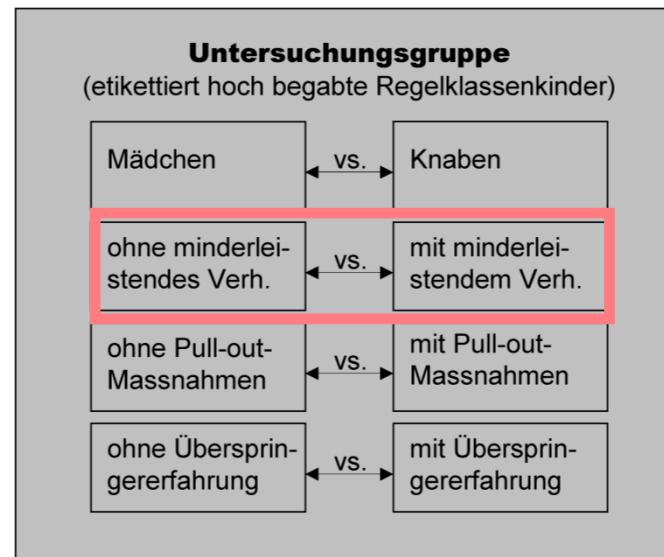 Untersuchungsgruppe
(etikettiert hoch begabte Regelklassenkinder)
Mädchen vs. Knaben
ohne minderlei-
stendes Verh.
vs.
mit minderlei-
stendem Verh.
ohne Pull-out-
Massnahmen
vs.
mit Pull-out-
Massnahmen
ohne Übersprin-
gererfahrung
vs.
mit Übersprin-
gererfahrung